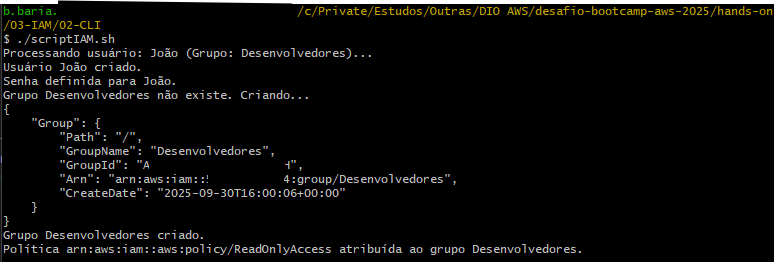 b.baria. /c/Private/Estudos/Outras/DIO AWS/desafio-bootcamp-aws-2025/hands-on
/03-IAM/02-CLI
$ ./scriptIAM.sh
Processando usuário: João (Grupo: Desenvolvedores)...
Usuário João criado.
Senha definida para João.
Grupo Desenvolvedores não existe. Criando...
{
    "Group": {
        "Path": "/",
        "GroupName": "Desenvolvedores",
        "GroupId": "A d",
        "Arn": "arn:aws:iam:: 4:group/Desenvolvedores",
        "CreateDate": "2025-09-30T16:00:06+00:00"
    }
}
Grupo Desenvolvedores criado.
Política arn:aws:iam::aws:policy/ReadOnlyAccess atribuída ao grupo Desenvolvedores.